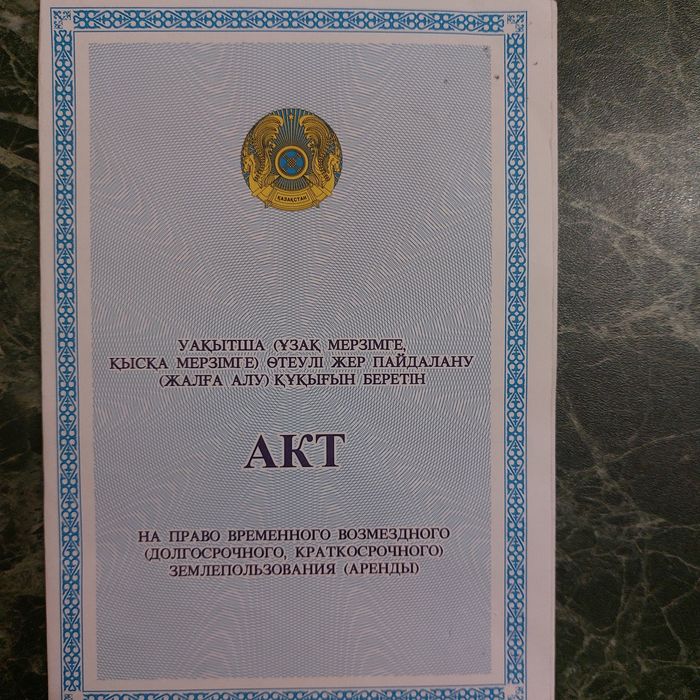 ҚАЗАҚСТАН
УАҚЫТША (ҰЗАҚ МЕРЗІМГЕ,
ҚЫСҚА МЕРЗІМГЕ) ӨТЕУЛІ ЖЕР ПАЙДАЛАНУ
(ЖАЛҒА АЛУ) ҚҰҚЫҒЫН БЕРЕТІН
АКТ
НА ПРАВО ВРЕМЕННОГО ВОЗМЕЗДНОГО
(ДОЛГОСРОЧНОГО, КРАТКОСРОЧНОГО)
ЗЕМЛЕПОЛЬЗОВАНИЯ (АРЕНДЫ)